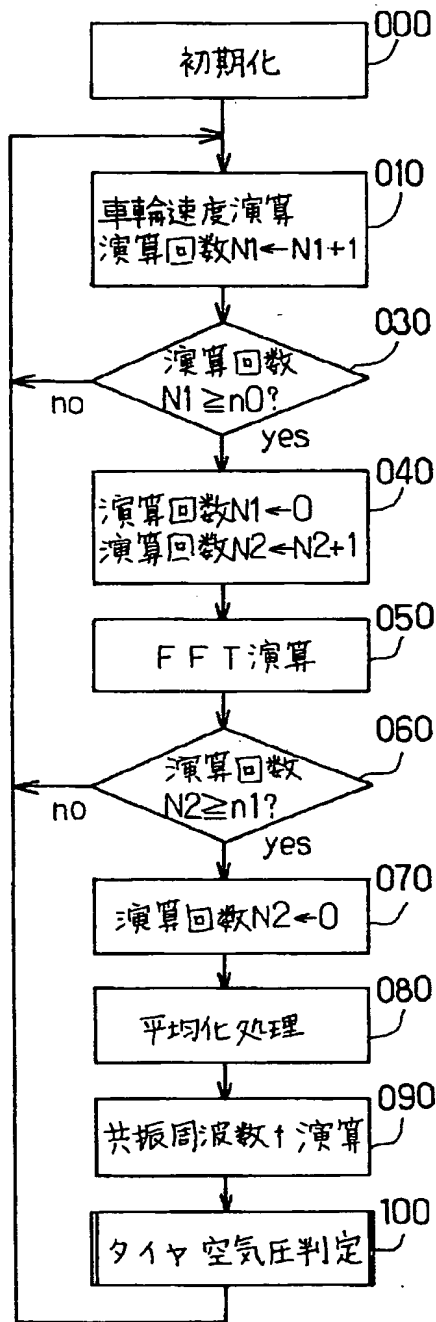 000
初期化
010
車輪速度演算
演算回数N1←N1+1
030
演算回数
N1≧n0?
no
yes
040
演算回数N1←0
演算回数N2←N2+1
050
FFT演算
060
演算回数
N2≧n1?
no
yes
070
演算回数N2←0
080
平均化処理
090
共振周波数f演算
100
タイヤ空気圧判定